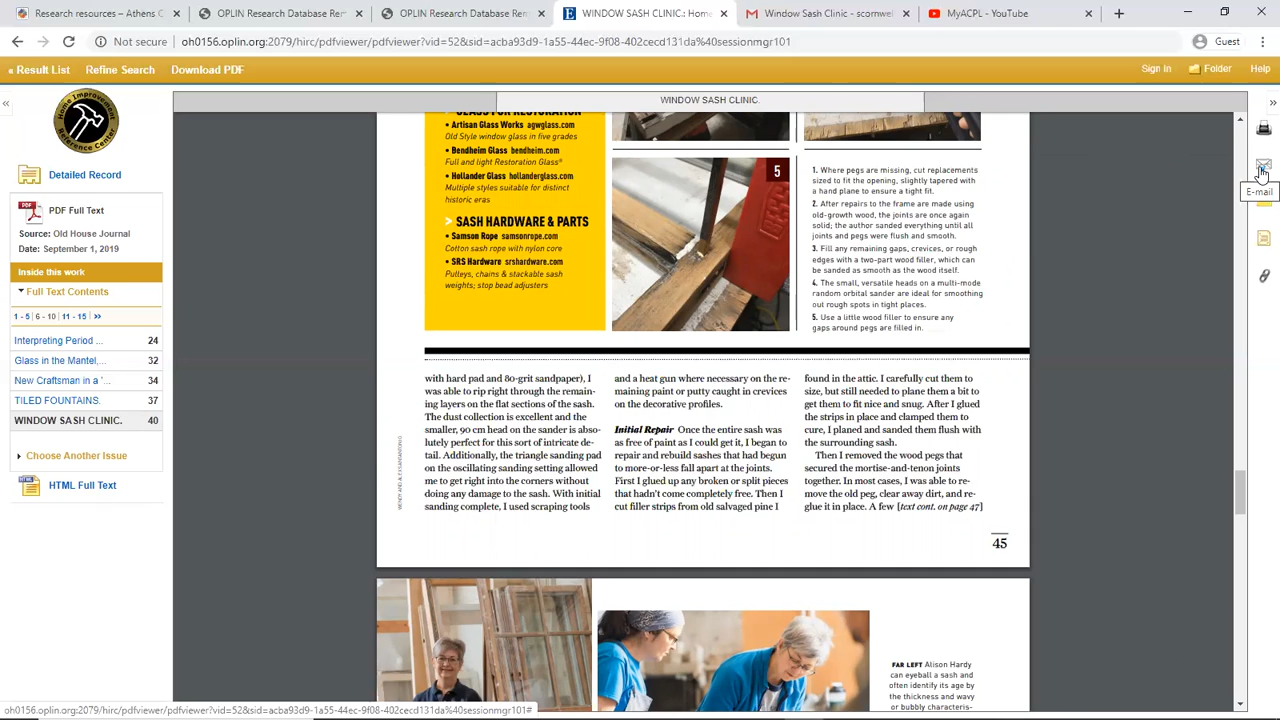 Research resources – Athens C
OPLIN Research Database Rem
OPLIN Research Database Rem
WINDOW SASH CLINIC.: Home
Window Sash Clinic - scornwell
MyACPL - YouTube
Not secure
oh0156.oplin.org:2079/hirc/pdfviewer/pdfviewer?vid=52&sid=acba93d9-1a55-44ec-9f08-402cecd131da%40sessionmgr101
Guest
« Result List
Refine Search
Download PDF
Sign In
Folder
Help
WINDOW SASH CLINIC.
Home Improvement
Reference Center
Detailed Record
PDF Full Text
Source: Old House Journal
Date: September 1, 2019
Inside this work
Full Text Contents
1 - 5 | 6 - 10 | 11 - 15 | »
Interpreting Period ... 24
Glass in the Mantel,... 32
New Craftsman in a '... 34
TILED FOUNTAINS. 37
WINDOW SASH CLINIC. 40
Choose Another Issue
HTML Full Text
GLASS FOR RESTORATION
• Artisan Glass Works agwglass.com
Old Style window glass in five grades
• Bendheim Glass bendheim.com
Full and light Restoration Glass®
• Hollander Glass hollanderglass.com
Multiple styles suitable for distinct
historic eras
> SASH HARDWARE & PARTS
• Samson Rope samsonrope.com
Cotton sash rope with nylon core
• SRS Hardware srshardware.com
Pulleys, chains & stackable sash
weights; stop bead adjusters
5
1. Where pegs are missing, cut replacements
sized to fit the opening, slightly tapered with
a hand plane to ensure a tight fit.
2. After repairs to the frame are made using
old-growth wood, the joints are once again
solid; the author sanded everything until all
joints and pegs were flush and smooth.
3. Fill any remaining gaps, crevices, or rough
edges with a two-part wood filler, which can
be sanded as smooth as the wood itself.
4. The small, versatile heads on a multi-mode
random orbital sander are ideal for smoothing
out rough spots in tight places.
5. Use a little wood filler to ensure any
gaps around pegs are filled in.
with hard pad and 80-grit sandpaper), I
was able to rip right through the remain-
ing layers on the flat sections of the sash.
The dust collection is excellent and the
smaller, 90 cm head on the sander is abso-
lutely perfect for this sort of intricate de-
tail. Additionally, the triangle sanding pad
on the oscillating sanding setting allowed
me to get right into the corners without
doing any damage to the sash. With initial
sanding complete, I used scraping tools
and a heat gun where necessary on the re-
maining paint or putty caught in crevices
on the decorative profiles.
Initial Repair Once the entire sash was
as free of paint as I could get it, I began to
repair and rebuild sashes that had begun
to more-or-less fall apart at the joints.
First I glued up any broken or split pieces
that hadn't come completely free. Then I
cut filler strips from old salvaged pine I
found in the attic. I carefully cut them to
size, but still needed to plane them a bit to
get them to fit nice and snug. After I glued
the strips in place and clamped them to
cure, I planed and sanded them flush with
the surrounding sash.
Then I removed the wood pegs that
secured the mortise-and-tenon joints
together. In most cases, I was able to re-
move the old peg, clear away dirt, and re-
glue it in place. A few [text cont. on page 47]
45
FAR LEFT Alison Hardy
can eyeball a sash and
often identify its age by
the thickness and wavy
or bubbly characteris-
E-mail
oh0156.oplin.org:2079/hirc/pdfviewer/pdfviewer?vid=52&sid=acba93d9-1a55-44ec-9f08-402cecd131da%40sessionmgr101#